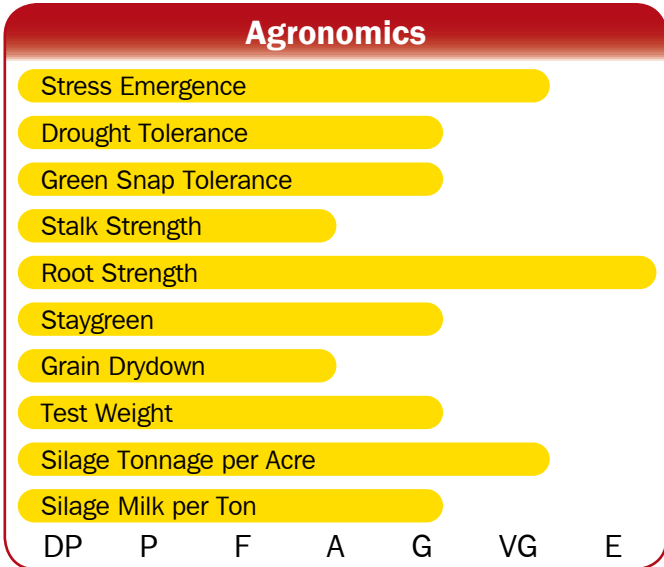 Agronomics
Stress Emergence
Drought Tolerance
Green Snap Tolerance
Stalk Strength
Root Strength
Staygreen
Grain Drydown
Test Weight
Silage Tonnage per Acre
Silage Milk per Ton
DP P F A G VG E